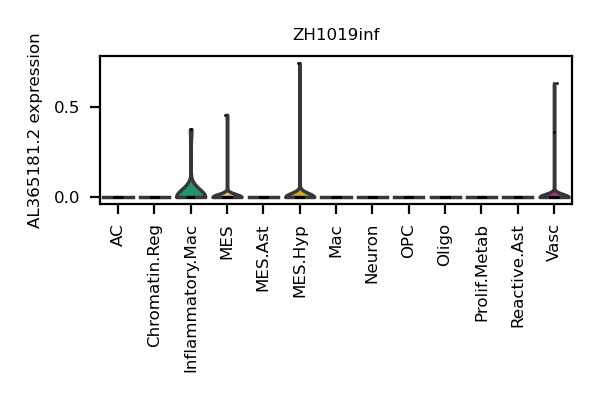 ZH1019inf
AL365181.2 expression
0.5
0.0
AC
Chromatin.Reg
Inflammatory.Mac
MES
MES.Ast
MES.Hyp
Mac
Neuron
OPC
Oligo
Prolif.Metab
Reactive.Ast
Vasc